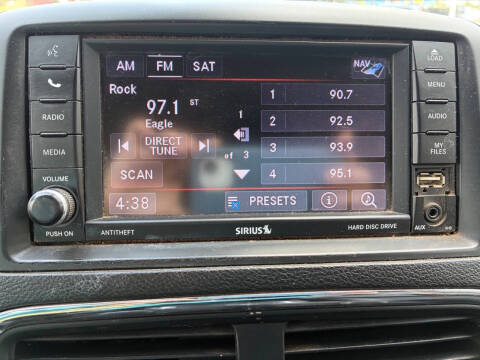 AM FM SAT NAV
LOAD
MENU
RADIO
AUDIO
MEDIA
MY FILES
VOLUME
PUSH ON
Rock
97.1 ST
Eagle
DIRECT TUNE
SCAN
4:38
1
of 3
1 90.7
2 92.5
3 93.9
4 95.1
PRESETS
i
ANTITHEFT
SIRIUS
HARD DISC DRIVE
AUX